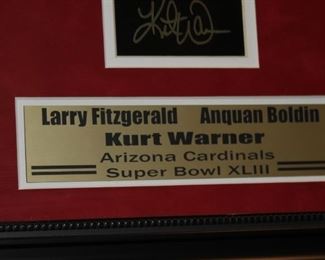 Larry Fitzgerald Anquan Boldin
Kurt Warner
Arizona Cardinals
Super Bowl XLIII